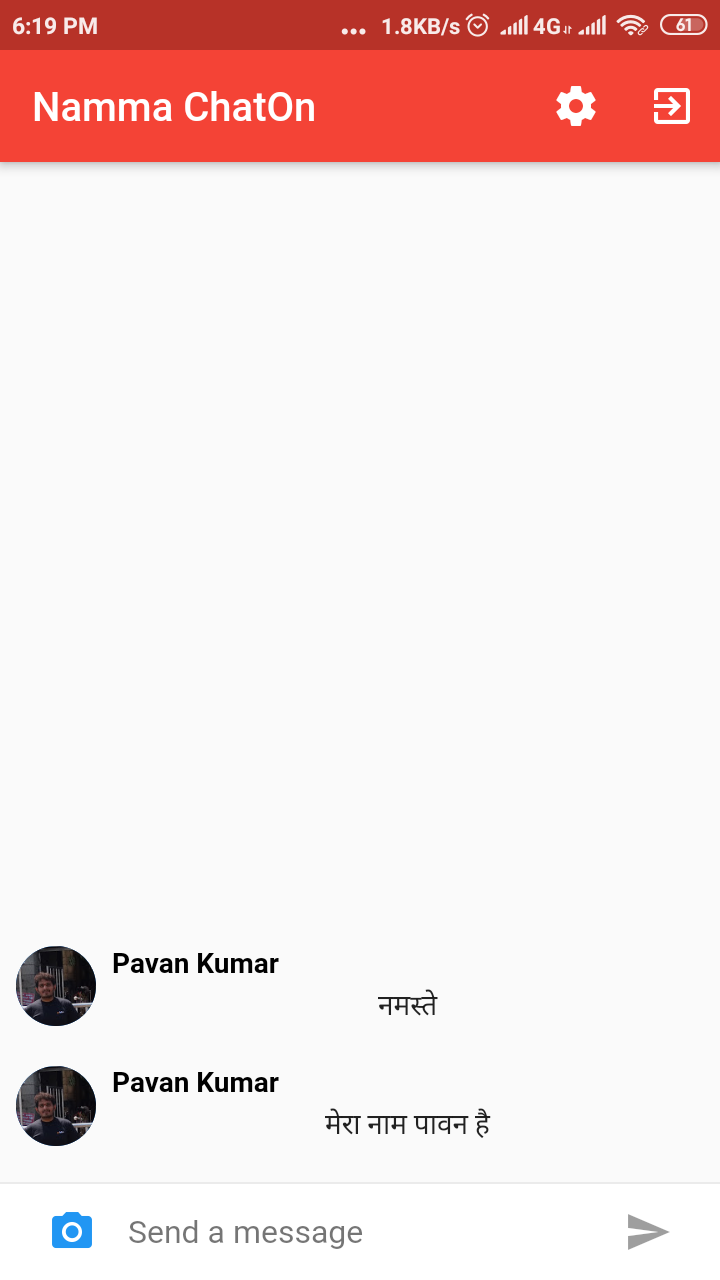 6:19 PM
... 1.8KB/s 4G 61
Namma ChatOn
Pavan Kumar
नमस्ते
Pavan Kumar
मेरा नाम पावन है
Send a message